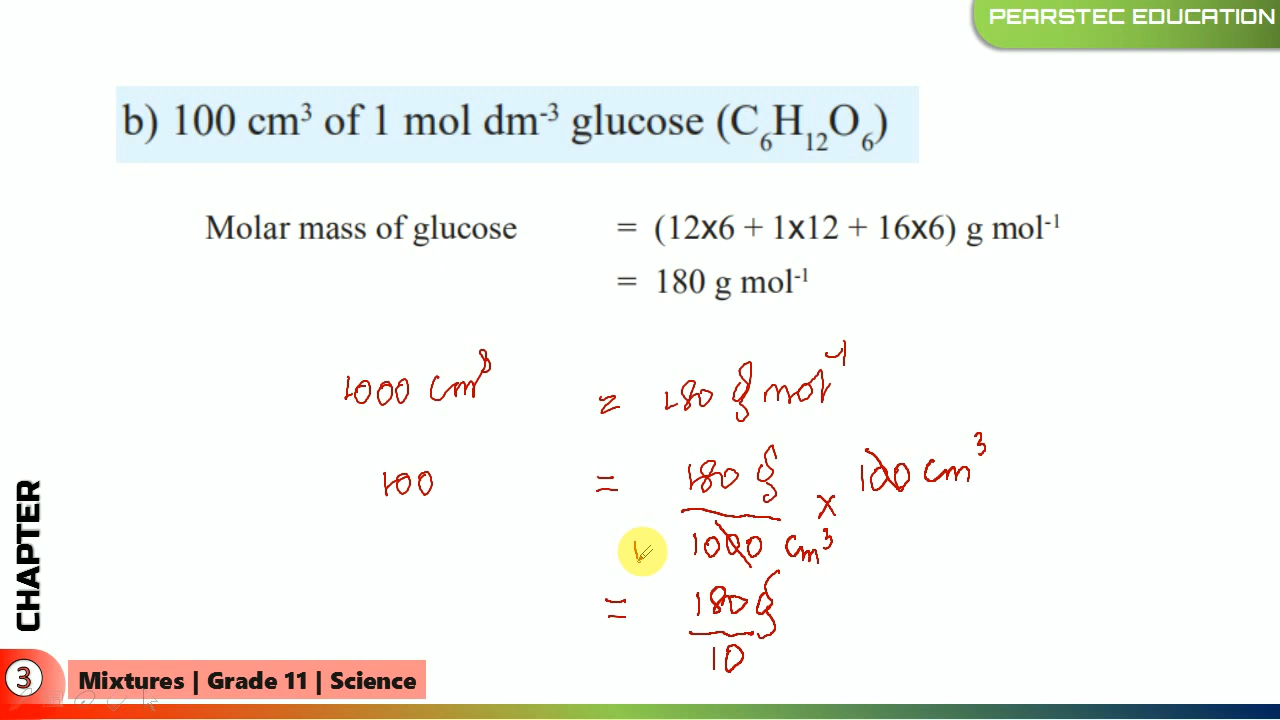 PEARSTEC EDUCATION
b) 100 cm³ of 1 mol dm⁻³ glucose (C₆H₁₂O₆)
Molar mass of glucose = (12x6 + 1x12 + 16x6) g mol⁻¹
= 180 g mol⁻¹
1000 cm³ = 180 g mol⁻¹
100 = 180 g × 100 cm³
1000 cm³
= 180 g
10
CHAPTER
3 Mixtures | Grade 11 | Science